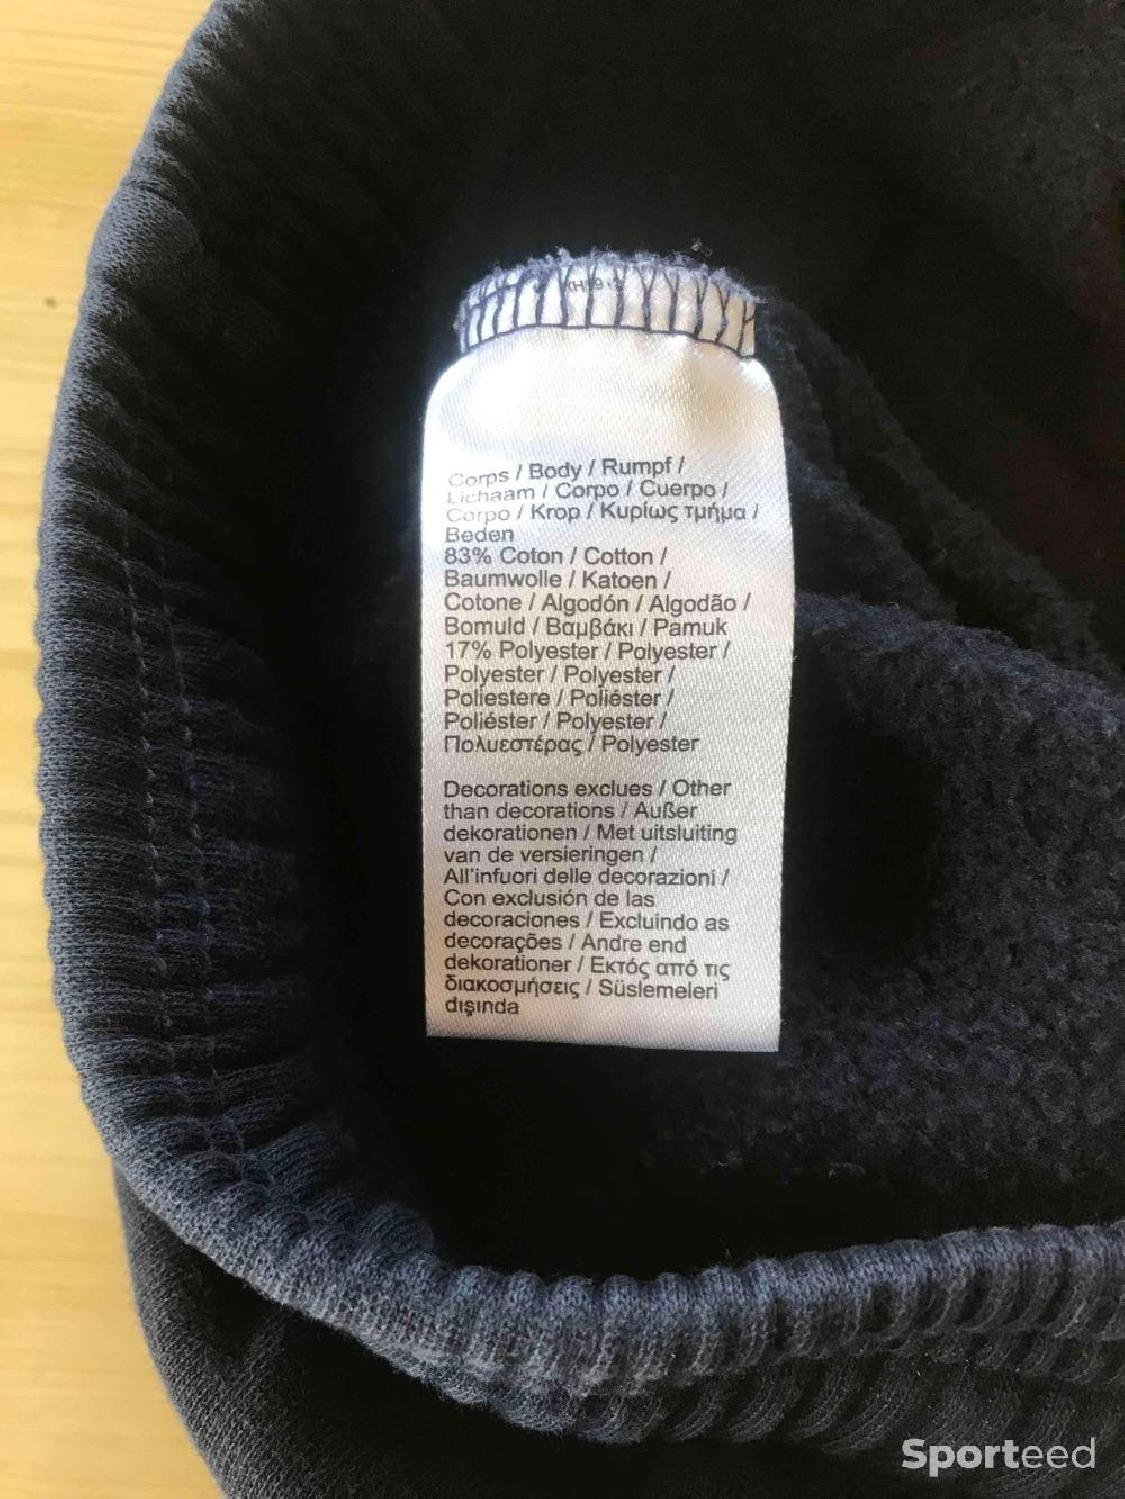 Corps / Body / Rumpf /
Lichaam / Corpo / Cuerpo /
Corpo / Krop / Κυρίως τμήμα /
Beden
83% Coton / Cotton /
Baumwolle / Katoen /
Cotone / Algodón / Algodão /
Bomuld / Βαμβάκι / Pamuk
17% Polyester / Polyester /
Polyester / Polyester /
Poliestere / Poliéster /
Poliéster / Polyester /
Πολυεστέρας / Polyester
Decorations exclues / Other
than decorations / Außer
dekorationen / Met uitsluiting
van de versieringen /
All'infuori delle decorazioni /
Con exclusión de las
decoraciones / Excluindo as
decorações / Andre end
dekorationer / Εκτός από τις
διακοσμήσεις / Süslemeleri
dışında
Sporteed